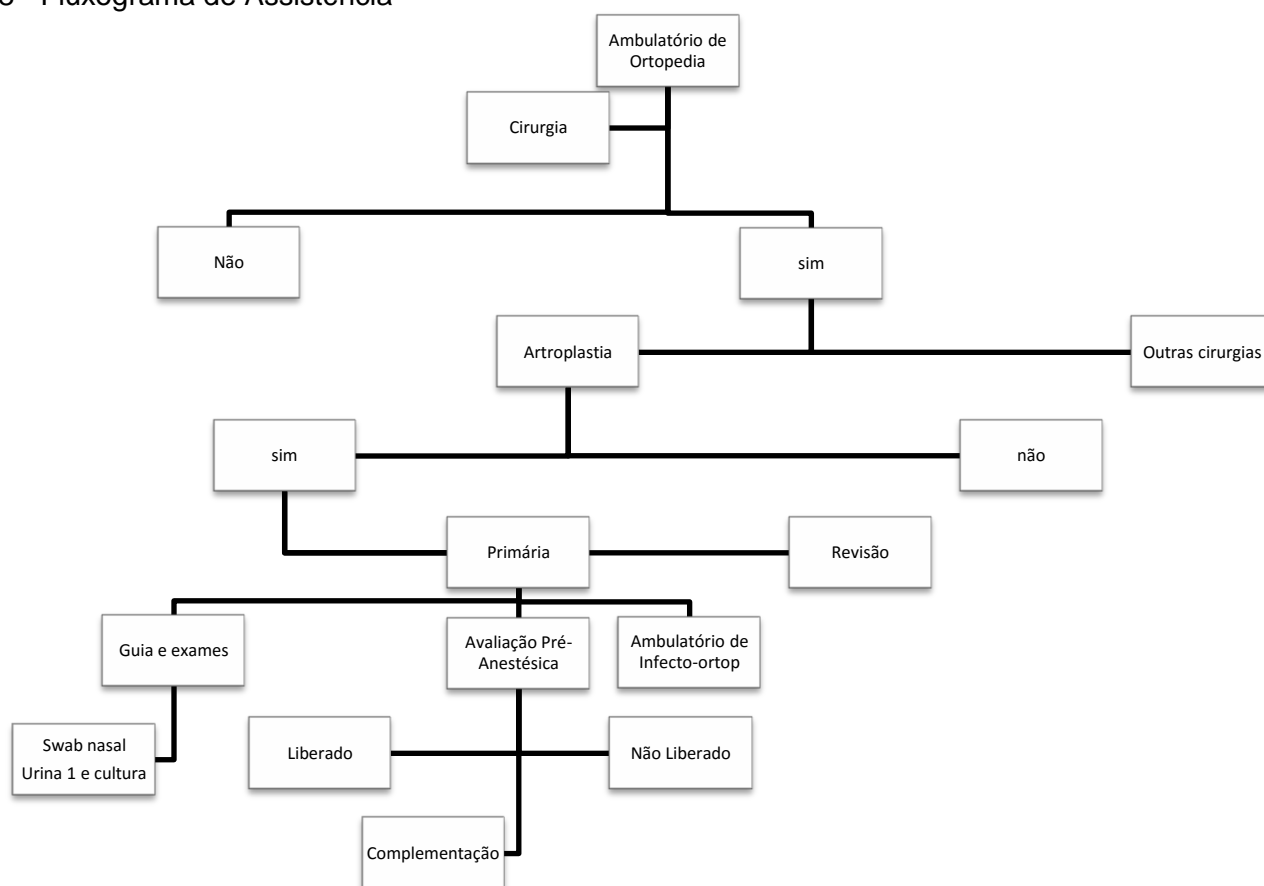 Fluxograma de Assistência
Ambulatório de
Ortopedia
Cirurgia
Não
sim
Artroplastia
Outras cirurgias
sim
não
Primária
Revisão
Guia e exames
Avaliação Pré-
Anestésica
Ambulatório de
Infecto-ortop
Swab nasal
Urina 1 e cultura
Liberado
Não Liberado
Complementação